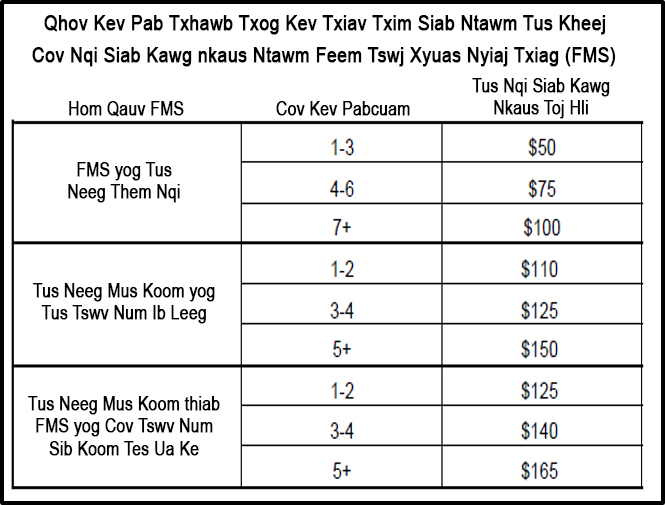 Qhov Kev Pab Txhawb Txog Kev Txiav Txim Siab Ntawm Tus Kheej
Cov Nqi Siab Kawg nkaus Ntawm Feem Tswj Xyuas Nyiaj Txiag (FMS)
Hom Qauv FMS
Cov Kev Pabcuam
Tus Nqi Siab Kawg
Nkaus Toj Hli
FMS yog Tus
Neeg Them Nqi
1-3
$50
4-6
$75
7+
$100
Tus Neeg Mus Koom yog
Tus Tswv Num Ib Leeg
1-2
$110
3-4
$125
5+
$150
Tus Neeg Mus Koom thiab
FMS yog Cov Tswv Num
Sib Koom Tes Ua Ke
1-2
$125
3-4
$140
5+
$165